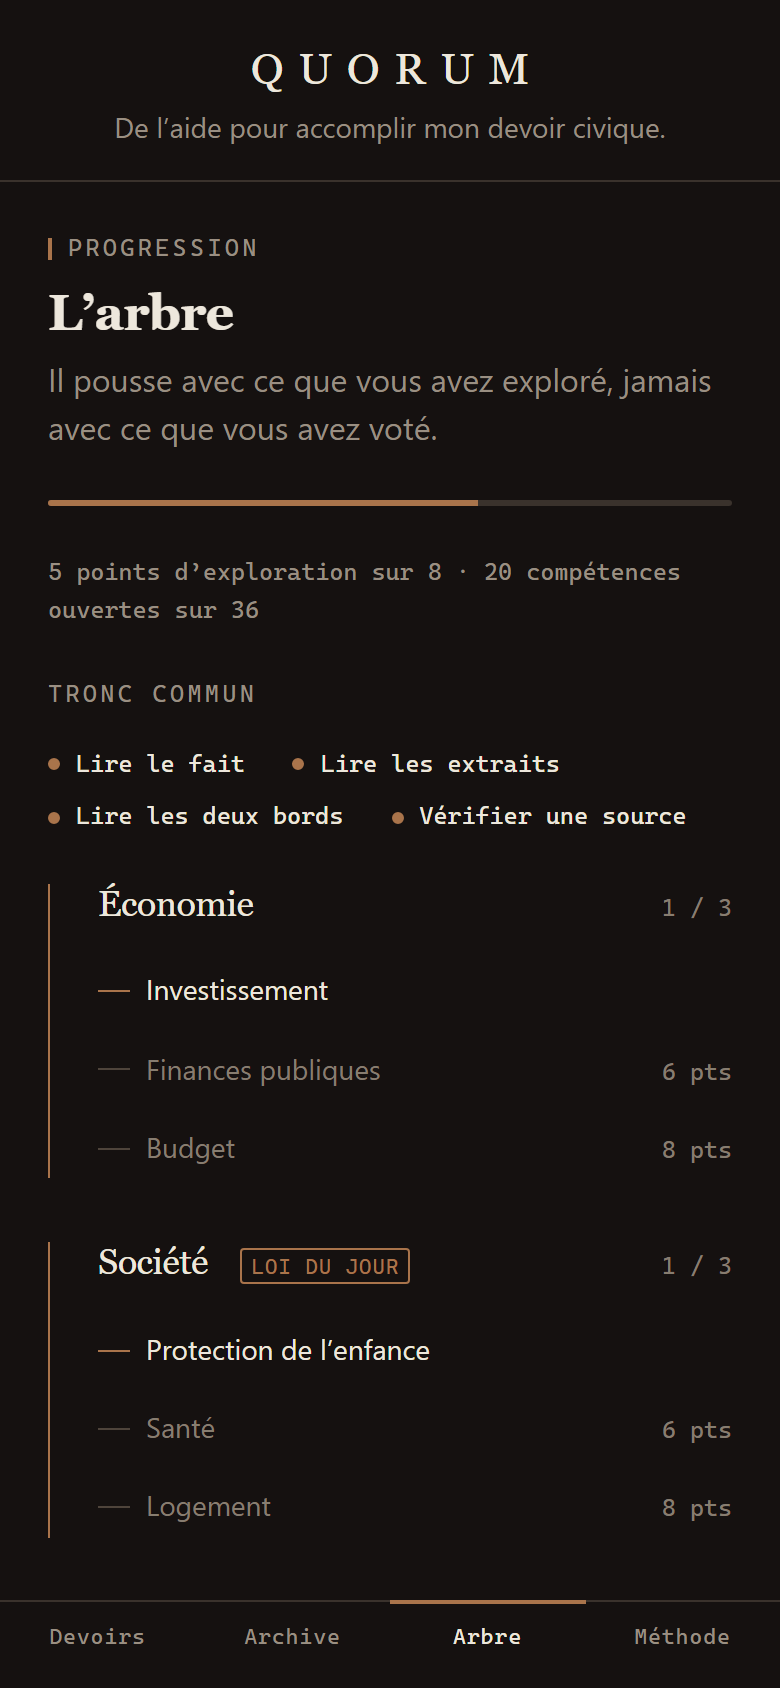 QUORUM
De l’aide pour accomplir mon devoir civique.
PROGRESSION
L’arbre
Il pousse avec ce que vous avez exploré, jamais
avec ce que vous avez voté.
5 points d’exploration sur 8 · 20 compétences
ouvertes sur 36
TRONC COMMUN
Lire le fait Lire les extraits
Lire les deux bords Vérifier une source
Économie 1 / 3
Investissement
Finances publiques 6 pts
Budget 8 pts
Société LOI DU JOUR 1 / 3
Protection de l’enfance
Santé 6 pts
Logement 8 pts
Devoirs Archive Arbre Méthode